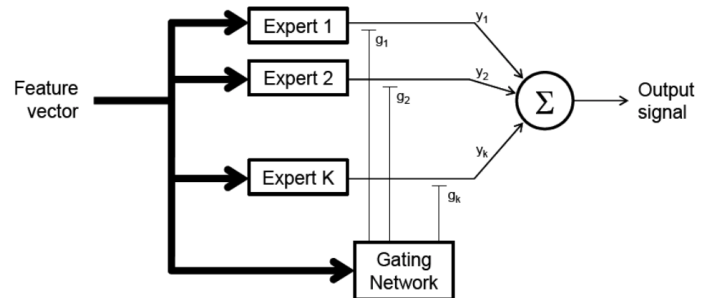 Expert 1
y₁
g₁
Expert 2
y₂
g₂
Feature
vector
Σ
Output
signal
Expert K
yₖ
gₖ
Gating
Network